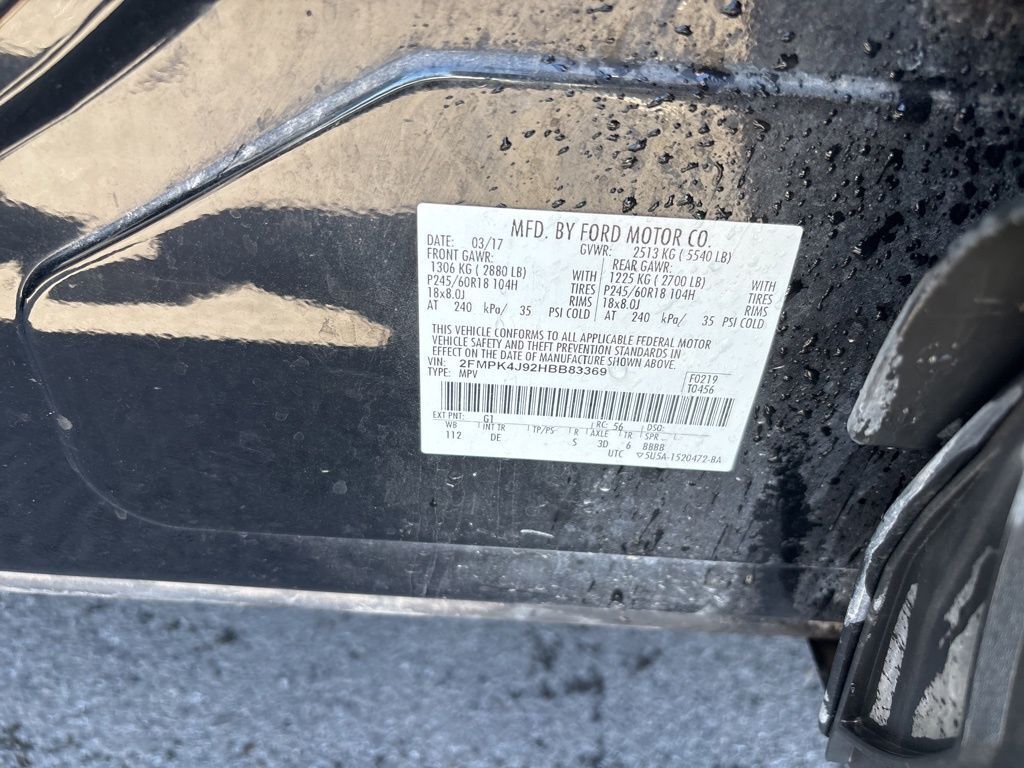 MFD. BY FORD MOTOR CO.
DATE: 03/17 GVWR: 2513 KG ( 5540 LB)
FRONT GAWR: REAR GAWR:
1306 KG ( 2880 LB) WITH 1225 KG ( 2700 LB) WITH
P245/60R18 104H TIRES P245/60R18 104H TIRES
18x8.0J RIMS 18x8.0J RIMS
AT 240 kPa/ 35 PSI COLD AT 240 kPa/ 35 PSI COLD
THIS VEHICLE CONFORMS TO ALL APPLICABLE FEDERAL MOTOR
VEHICLE SAFETY AND THEFT PREVENTION STANDARDS IN
EFFECT ON THE DATE OF MANUFACTURE SHOWN ABOVE.
VIN: 2FMPK4J92HBB83369 F0219
TYPE: MPV T0456
EXT PNT: G1 RC: 56 DSO:
WB INT TR TP/PS R AXLE TR SPR
112 DE S 3D 6 BBBB
UTC ▽5U5A-1520472-BA